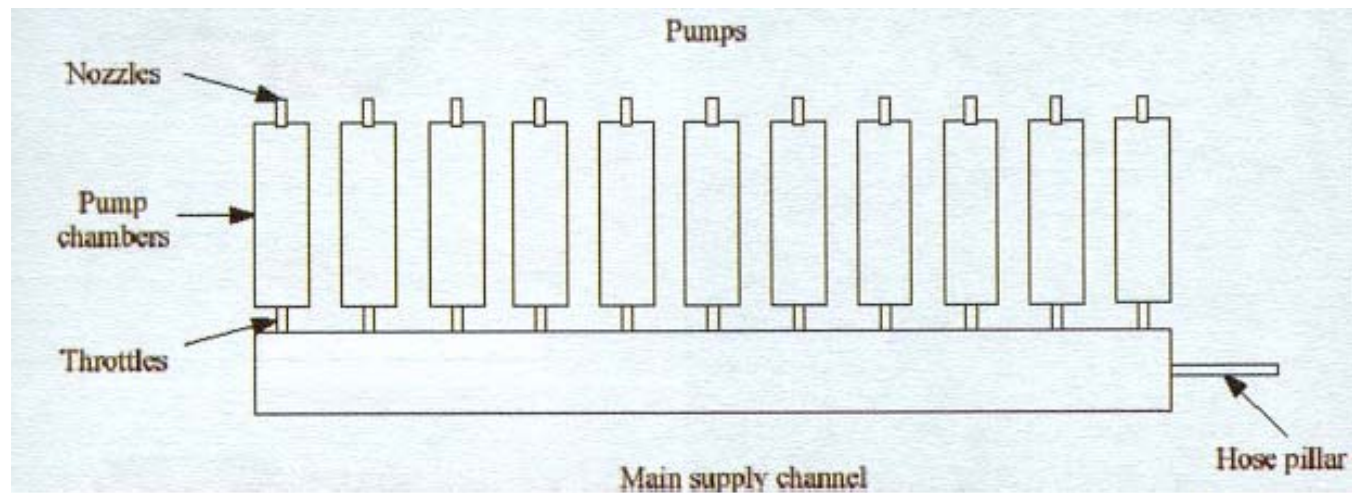 Pumps
Nozzles
Pump
chambers
Throttles
Hose pillar
Main supply channel